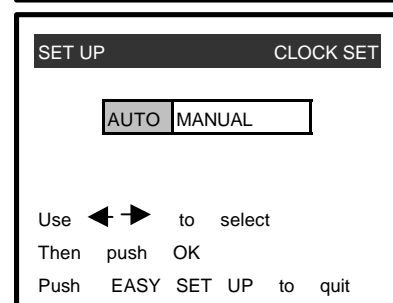 SET UP CLOCK SET
AUTO MANUAL
Use ◄ ► to select
Then push OK
Push EASY SET UP to quit